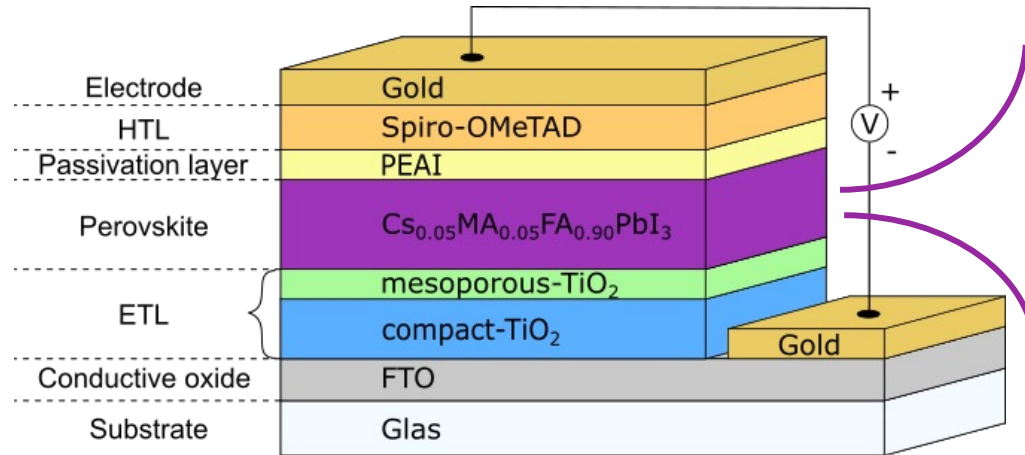 Electrode Gold
HTL Spiro-OMeTAD
Passivation layer PEAI
Perovskite Cs₀.₀₅MA₀.₀₅FA₀.₉₀PbI₃
ETL
mesoporous-TiO₂
compact-TiO₂
Conductive oxide FTO
Substrate Glas
Gold
+
V
-